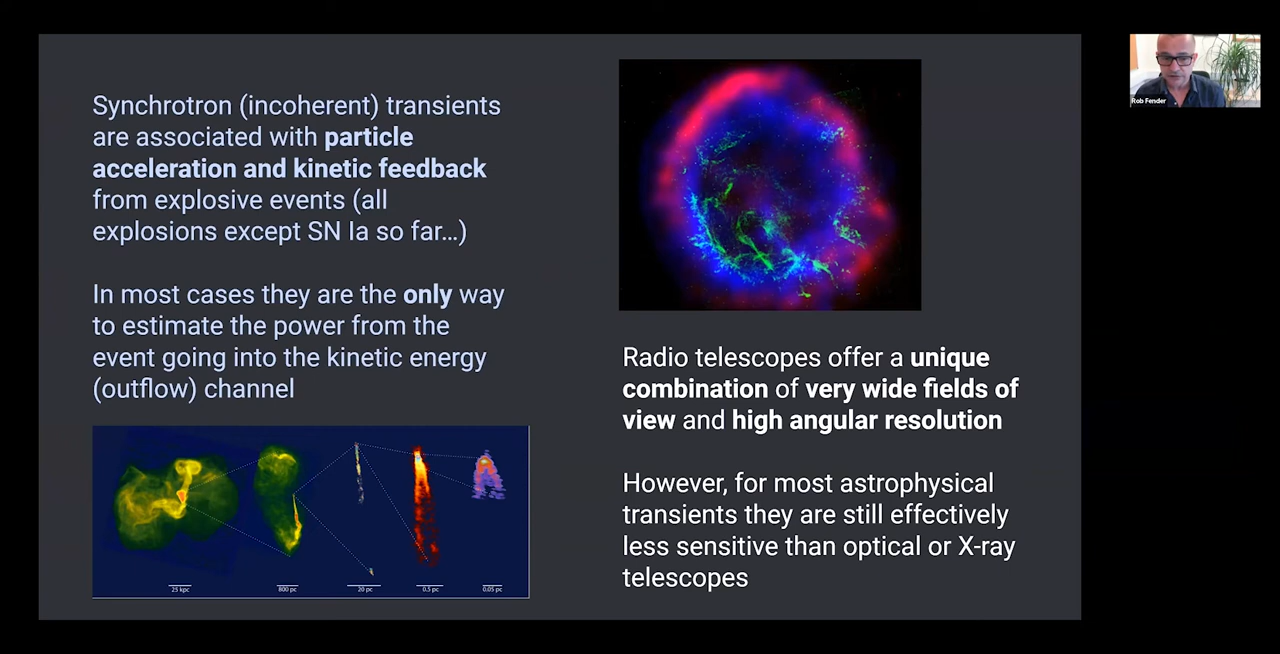 Synchrotron (incoherent) transients
are associated with particle
acceleration and kinetic feedback
from explosive events (all
explosions except SN Ia so far…)
In most cases they are the only way
to estimate the power from the
event going into the kinetic energy
(outflow) channel
25 kpc
800 pc
20 pc
0.5 pc
0.05 pc
Radio telescopes offer a unique
combination of very wide fields of
view and high angular resolution
However, for most astrophysical
transients they are still effectively
less sensitive than optical or X-ray
telescopes
Rob Fender